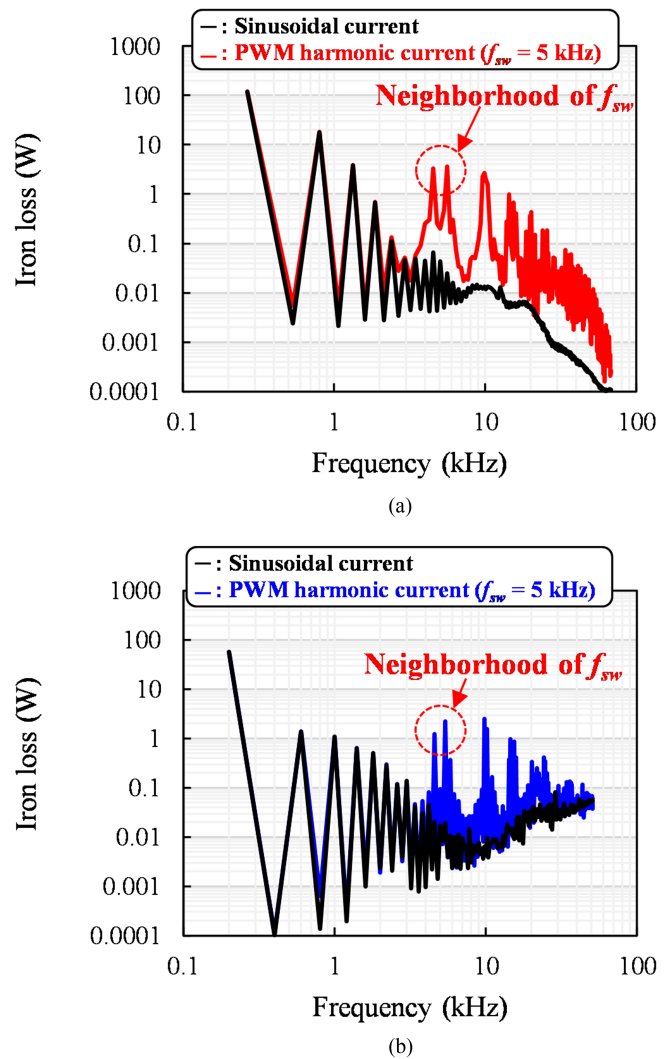 – : Sinusoidal current
– : PWM harmonic current (fsw = 5 kHz)
Neighborhood of fsw
Iron loss (W)
1000
100
10
1
0.1
0.01
0.001
0.0001
0.1
1
10
100
Frequency (kHz)
(a)
– : Sinusoidal current
– : PWM harmonic current (fsw = 5 kHz)
Neighborhood of fsw
Iron loss (W)
1000
100
10
1
0.1
0.01
0.001
0.0001
0.1
1
10
100
Frequency (kHz)
(b)